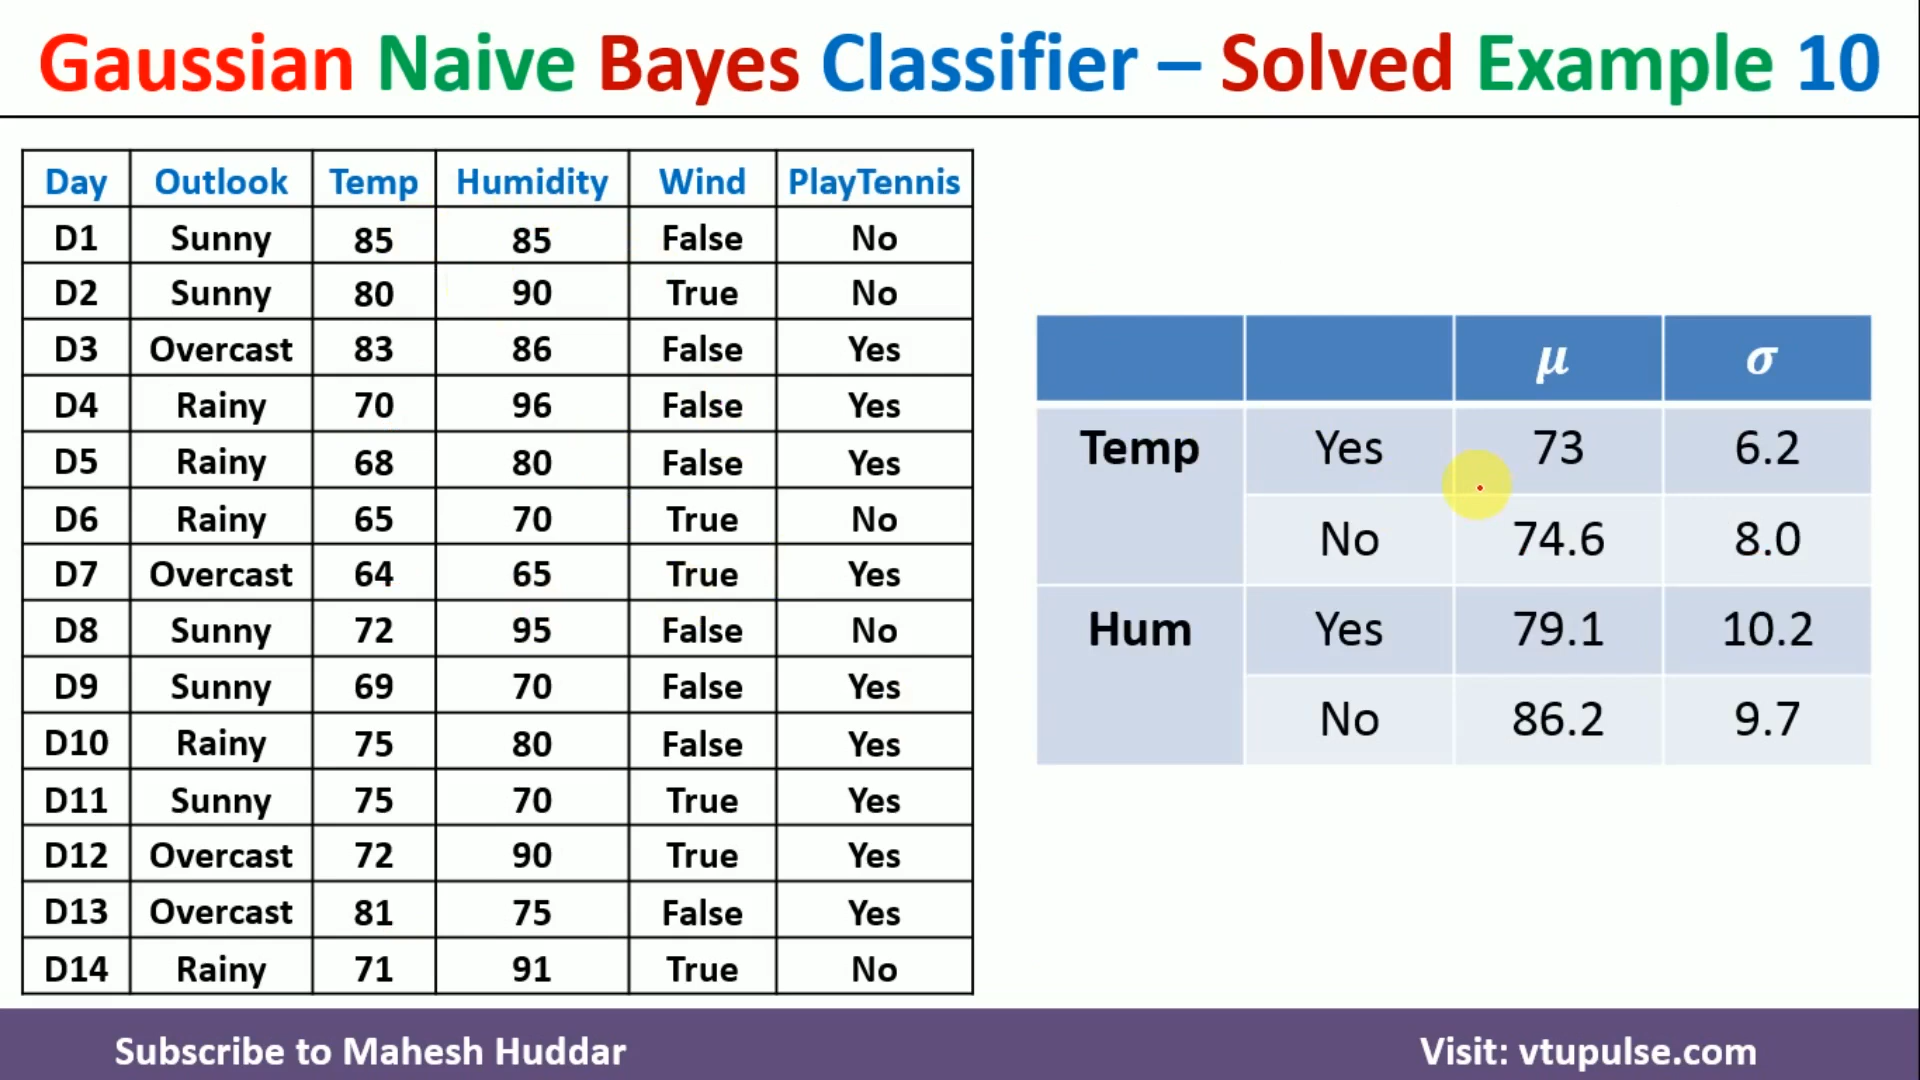 Gaussian Naive Bayes Classifier – Solved Example 10
Day Outlook Temp Humidity Wind PlayTennis
D1 Sunny 85 85 False No
D2 Sunny 80 90 True No
D3 Overcast 83 86 False Yes
D4 Rainy 70 96 False Yes
D5 Rainy 68 80 False Yes
D6 Rainy 65 70 True No
D7 Overcast 64 65 True Yes
D8 Sunny 72 95 False No
D9 Sunny 69 70 False Yes
D10 Rainy 75 80 False Yes
D11 Sunny 75 70 True Yes
D12 Overcast 72 90 True Yes
D13 Overcast 81 75 False Yes
D14 Rainy 71 91 True No
μ σ
Temp Yes 73 6.2
No 74.6 8.0
Hum Yes 79.1 10.2
No 86.2 9.7
Subscribe to Mahesh Huddar
Visit: vtupulse.com